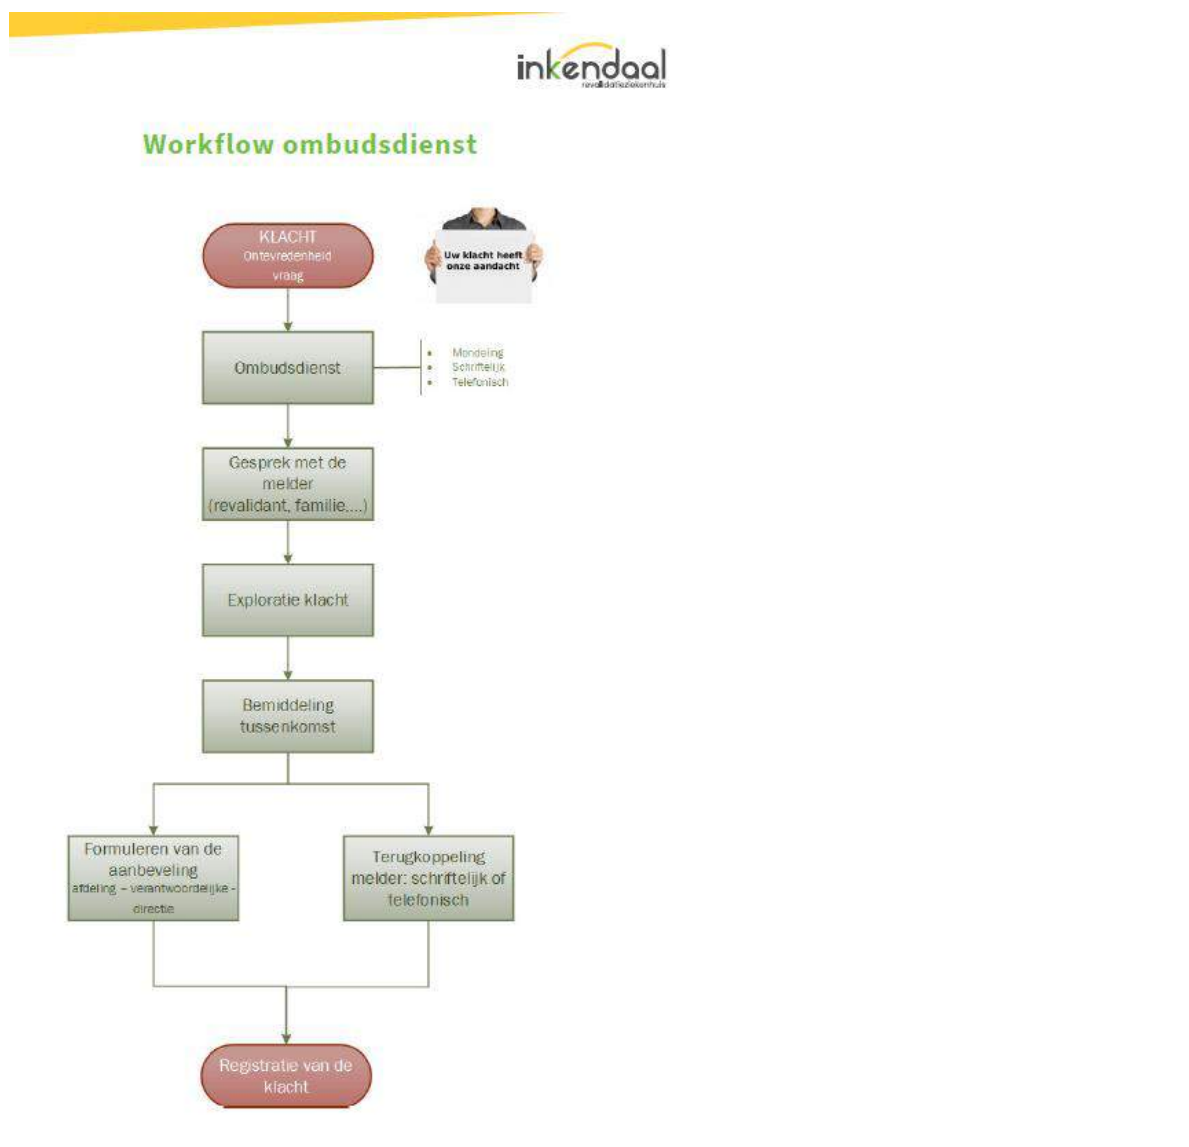 inkendaal
revalidatieziekenhuis
Workflow ombudsdienst
KLACHT
Ontevredenheid
vraag
Uw klacht heeft
onze aandacht
Ombudsdienst
• Mondeling
• Schriftelijk
• Telefonisch
Gesprek met de
melder
(revalidant, familie,...)
Exploratie klacht
Bemiddeling
tussenkomst
Formuleren van de
aanbeveling
afdeling – verantwoordelijke -
directie
Terugkoppeling
melder: schriftelijk of
telefonisch
Registratie van de
klacht